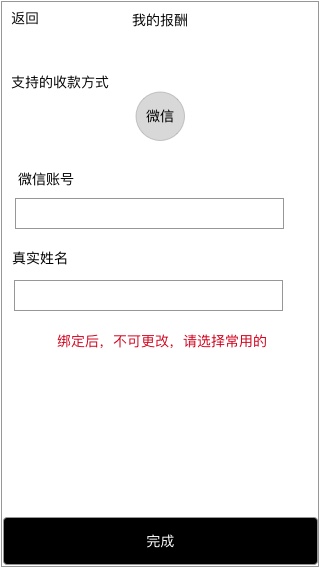 返回
我的报酬
支持的收款方式
微信
微信账号
真实姓名
绑定后，不可更改，请选择常用的
完成